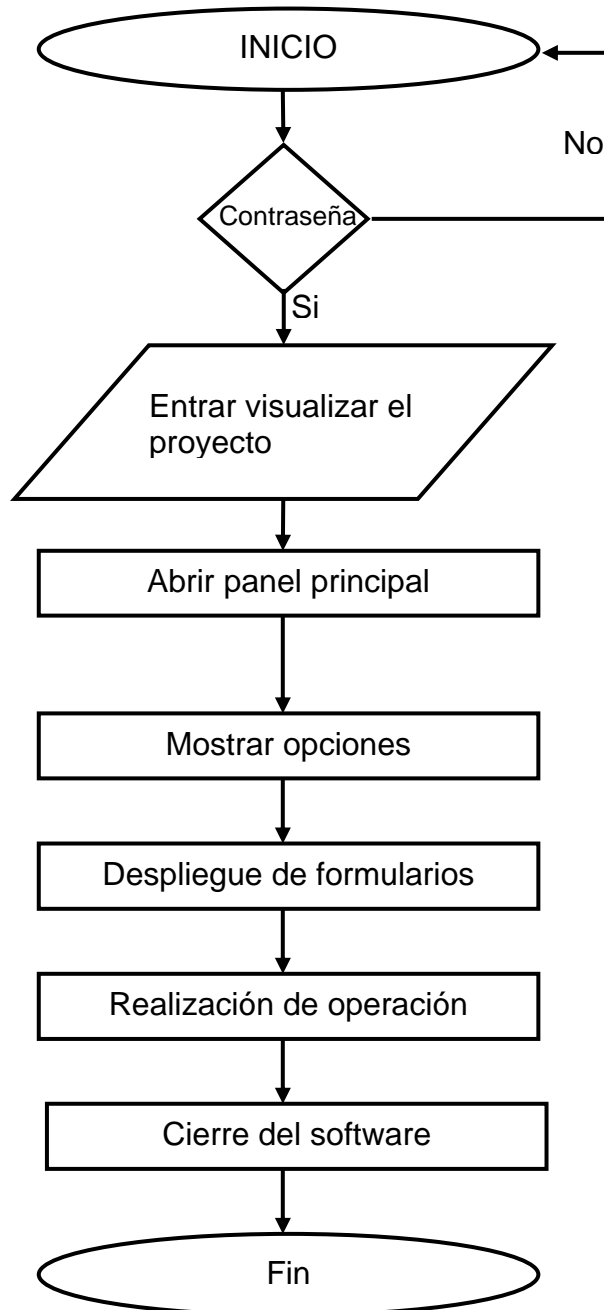 INICIO
No
Contraseña
Si
Entrar visualizar el
proyecto
Abrir panel principal
Mostrar opciones
Despliegue de formularios
Realización de operación
Cierre del software
Fin